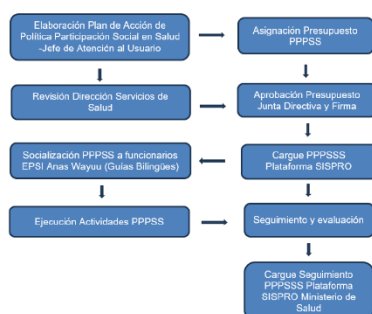 Elaboración Plan de Acción de
Política Participación Social en Salud
-Jefe de Atención al Usuario
Asignación Presupuesto
PPPSS
Revisión Dirección Servicios de
Salud
Aprobación Presupuesto
Junta Directiva y Firma
Socialización PPPSS a funcionarios
EPSI Anas Wayuu (Guías Bilingües)
Cargue PPPSSS
Plataforma SISPRO
Ejecución Actividades PPPSS
Seguimiento y evaluación
Cargue Seguimiento
PPPSSS Plataforma
SISPRO Ministerio de
Salud